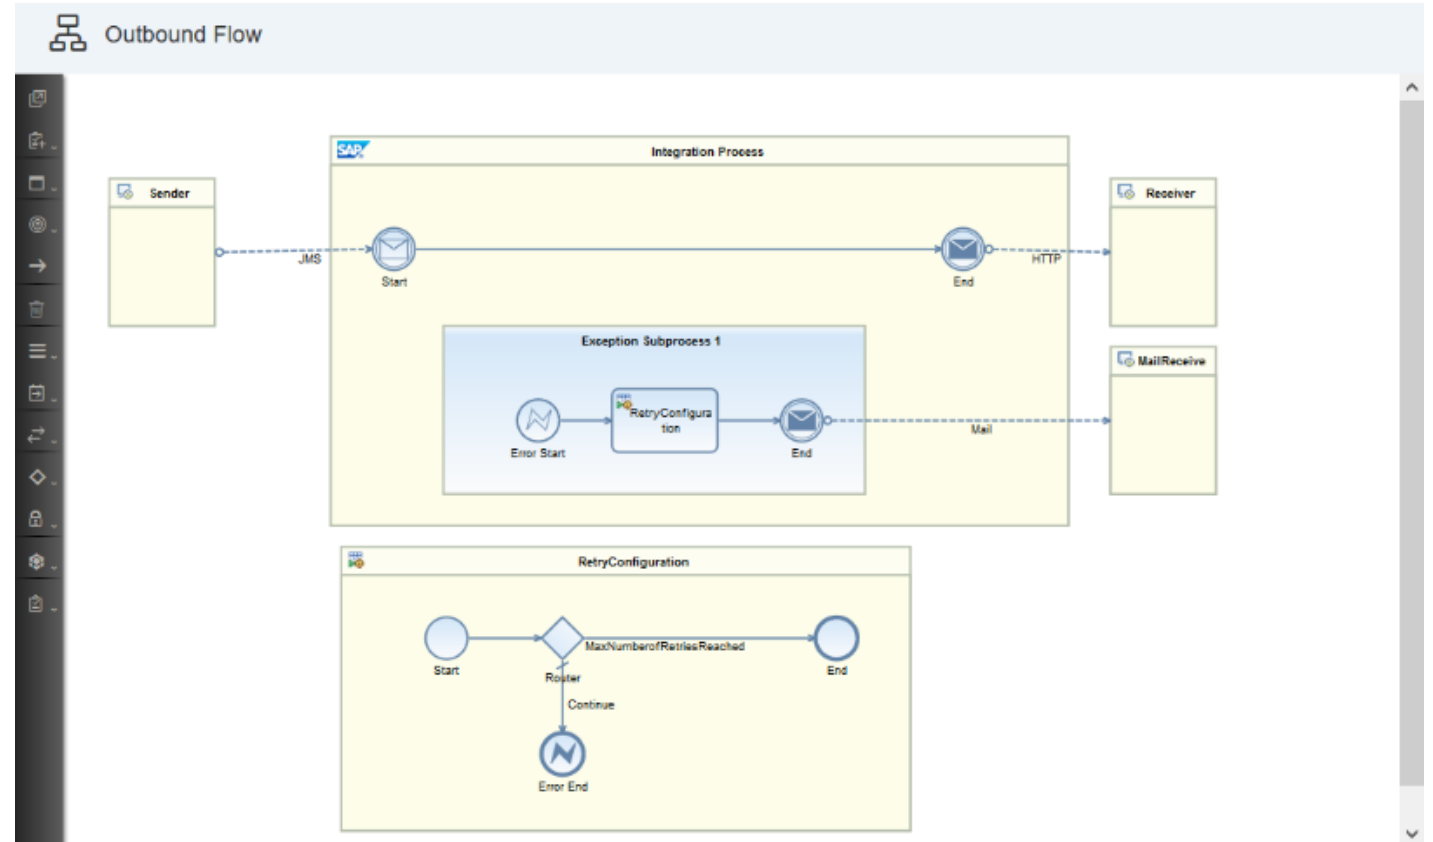 Outbound Flow
SAP
Integration Process
Sender
Receiver
JMS
HTTP
Start
End
Exception Subprocess 1
MailReceive
RetryConfigura
tion
Mail
Error Start
End
RetryConfiguration
MaxNumberofRetriesReached
Start
Router
End
Continue
Error End